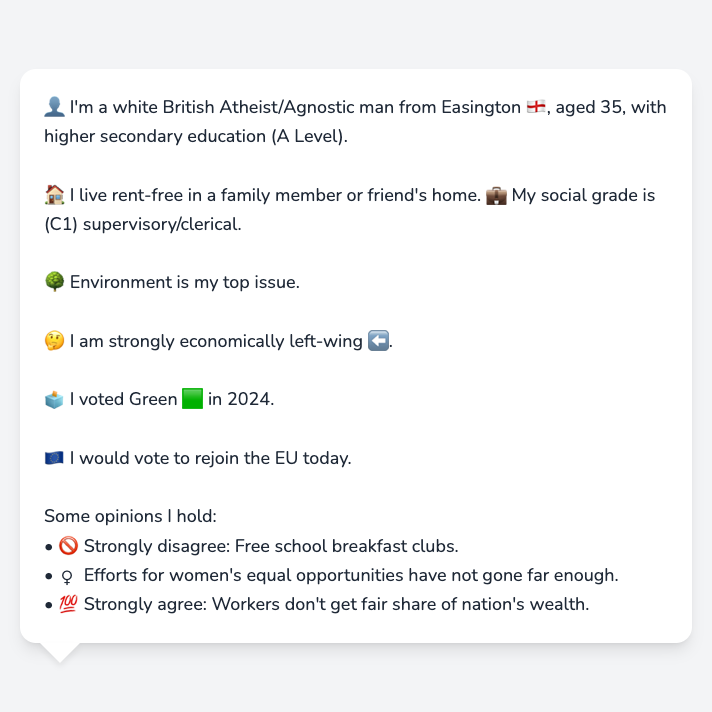 👤 I'm a white British Atheist/Agnostic man from Easington 🏴󠁧󠁢󠁥󠁮󠁧󠁿, aged 35, with
higher secondary education (A Level).
🏠 I live rent-free in a family member or friend's home. 💼 My social grade is
(C1) supervisory/clerical.
🌳 Environment is my top issue.
🤔 I am strongly economically left-wing ⬅️.
🗳️ I voted Green 🟩 in 2024.
🇪🇺 I would vote to rejoin the EU today.
Some opinions I hold:
• 🚫 Strongly disagree: Free school breakfast clubs.
• ♀ Efforts for women's equal opportunities have not gone far enough.
• 💯 Strongly agree: Workers don't get fair share of nation's wealth.